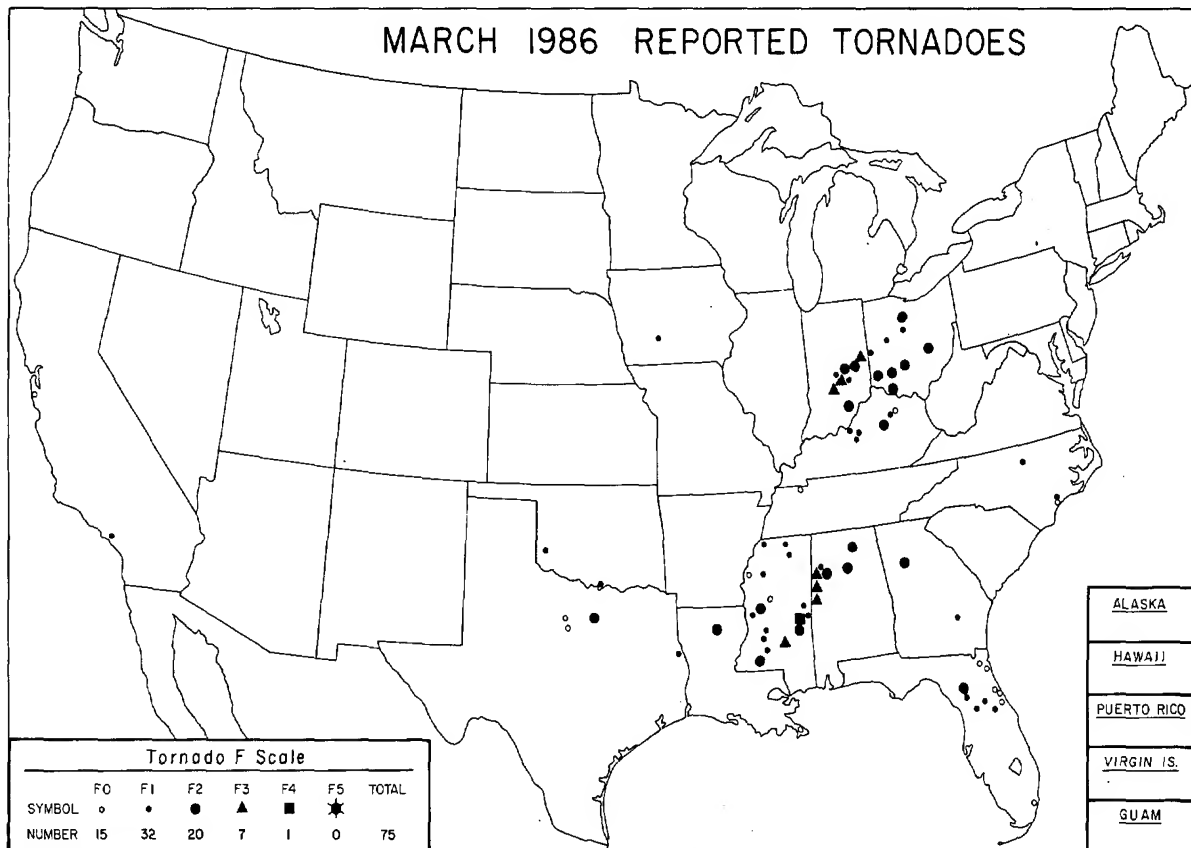 MARCH 1986 REPORTED TORNADOES
ALASKA
HAWAII
PUERTO RICO
VIRGIN IS.
GUAM
Tornado F Scale
F0 F1 F2 F3 F4 F5 TOTAL
SYMBOL
NUMBER 15 32 20 7 1 0 75